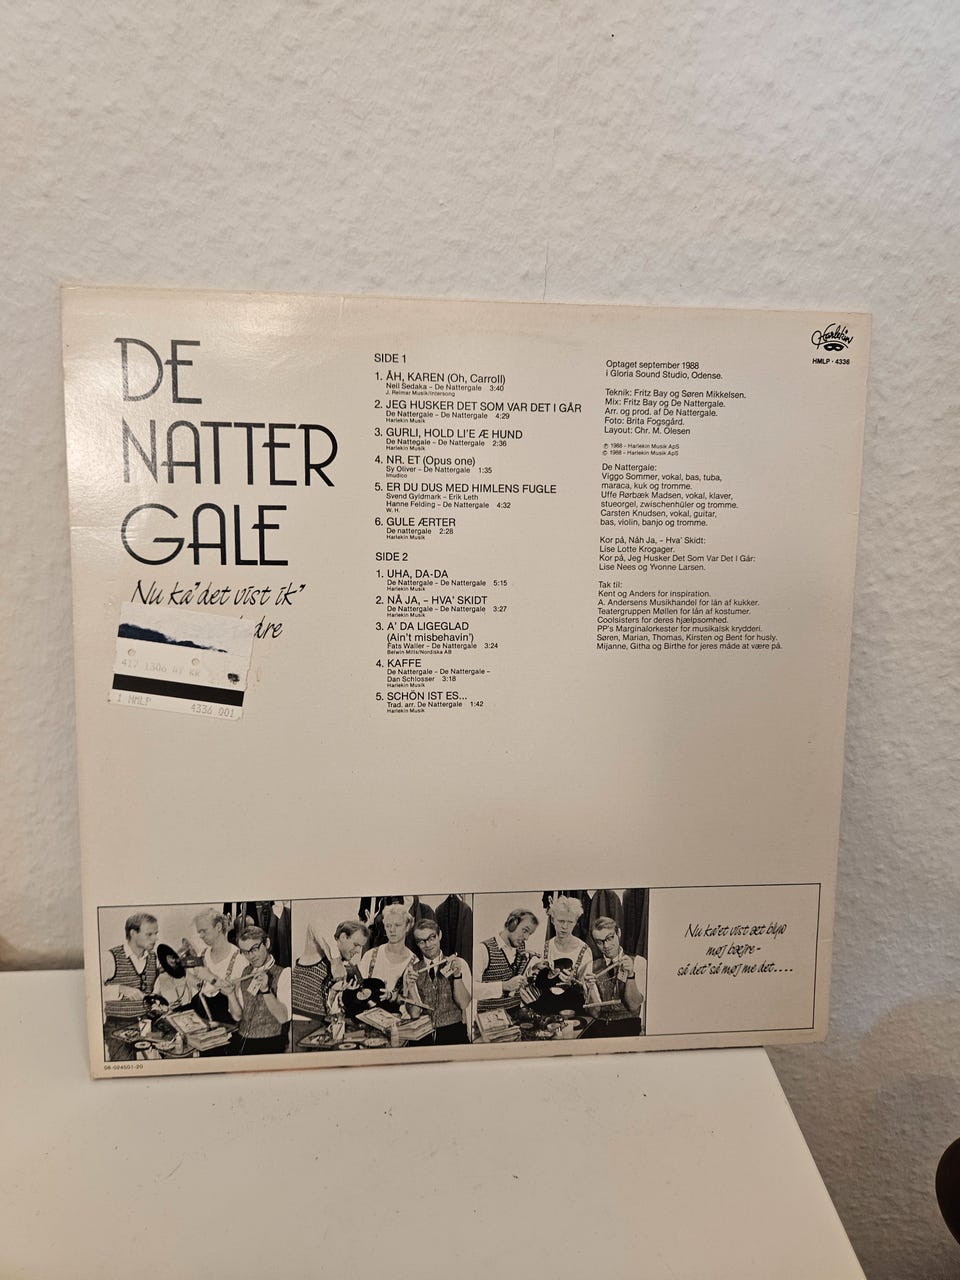 DE
NATTER
GALE
Nu ka' det vist ik'
dre
417 1306
1 HMLP
4336 001
SIDE 1
1. ÅH, KAREN (Oh, Carroll)
Neil Sedaka – De Nattergale 3:40
J. Reimar Musik/Intersong
2. JEG HUSKER DET SOM VAR DET I GÅR
De Nattergale – De Nattergale 4:29
Harlekin Musik
3. GURLI, HOLD LI'E Æ HUND
De Nattegale – De Nattergale 2:36
Harlekin Musik
4. NR. ET (Opus one)
Sy Oliver – De Nattergale 1:35
Imudico
5. ER DU DUS MED HIMLENS FUGLE
Svend Gyldmark – Erik Leth
Hanne Felding – De Nattergale 4:32
W. H.
6. GULE ÆRTER
De nattergale 2:28
Harlekin Musik
SIDE 2
1. UHA, DA-DA
De Nattergale – De Nattergale 5:15
Harlekin Musik
2. NÅ JA, – HVA' SKIDT
De Nattergale – De Nattergale 3:27
Harlekin Musik
3. A' DA LIGEGLAD
(Ain't misbehavin')
Fats Waller – De Nattergale 3:24
Belwin Mills/Nordiska AB
4. KAFFE
De Nattergale – De Nattergale –
Dan Schlosser 3:18
Harlekin Musik
5. SCHÖN IST ES...
Trad. arr. De Nattergale 1:42
Harlekin Musik
Harlekin
HMLP · 4336
Optaget september 1988
i Gloria Sound Studio, Odense.
Teknik: Fritz Bay og Søren Mikkelsen.
Mix: Fritz Bay og De Nattergale.
Arr. og prod. af De Nattergale.
Foto: Brita Fogsgård.
Layout: Chr. M. Olesen
℗ 1988 – Harlekin Musik ApS
© 1988 – Harlekin Musik ApS
De Nattergale:
Viggo Sommer, vokal, bas, tuba,
maraca, kuk og tromme.
Uffe Rørbæk Madsen, vokal, klaver,
stueorgel, zwischenhüler og tromme.
Carsten Knudsen, vokal, guitar,
bas, violin, banjo og tromme.
Kor på, Nåh Ja, – Hva' Skidt:
Lise Lotte Krogager.
Kor på, Jeg Husker Det Som Var Det I Går:
Lise Nees og Yvonne Larsen.
Tak til:
Kent og Anders for inspiration.
A. Andersens Musikhandel for lån af kukker.
Teatergruppen Møllen for lån af kostumer.
Coolsisters for deres hjælpsomhed.
PP's Marginalorkester for musikalsk krydderi.
Søren, Marian, Thomas, Kirsten og Bent for husly.
Mijanne, Githa og Birthe for jeres måde at være på.
Nu ka'et vist æt blyw
møj bæjre –
så det' så møj me det....
08-024501-20